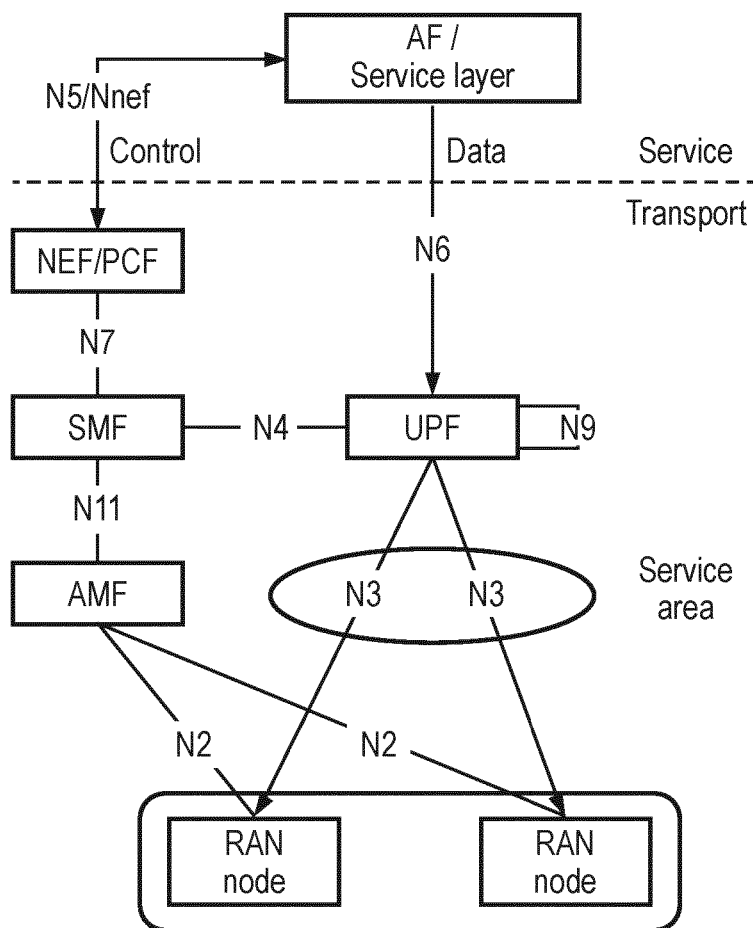 AF /
Service layer
N5/Nnef
Control
Data
Service
Transport
NEF/PCF
N6
N7
SMF
N4
UPF
N9
N11
AMF
N3
N3
Service
area
N2
N2
RAN
node
RAN
node